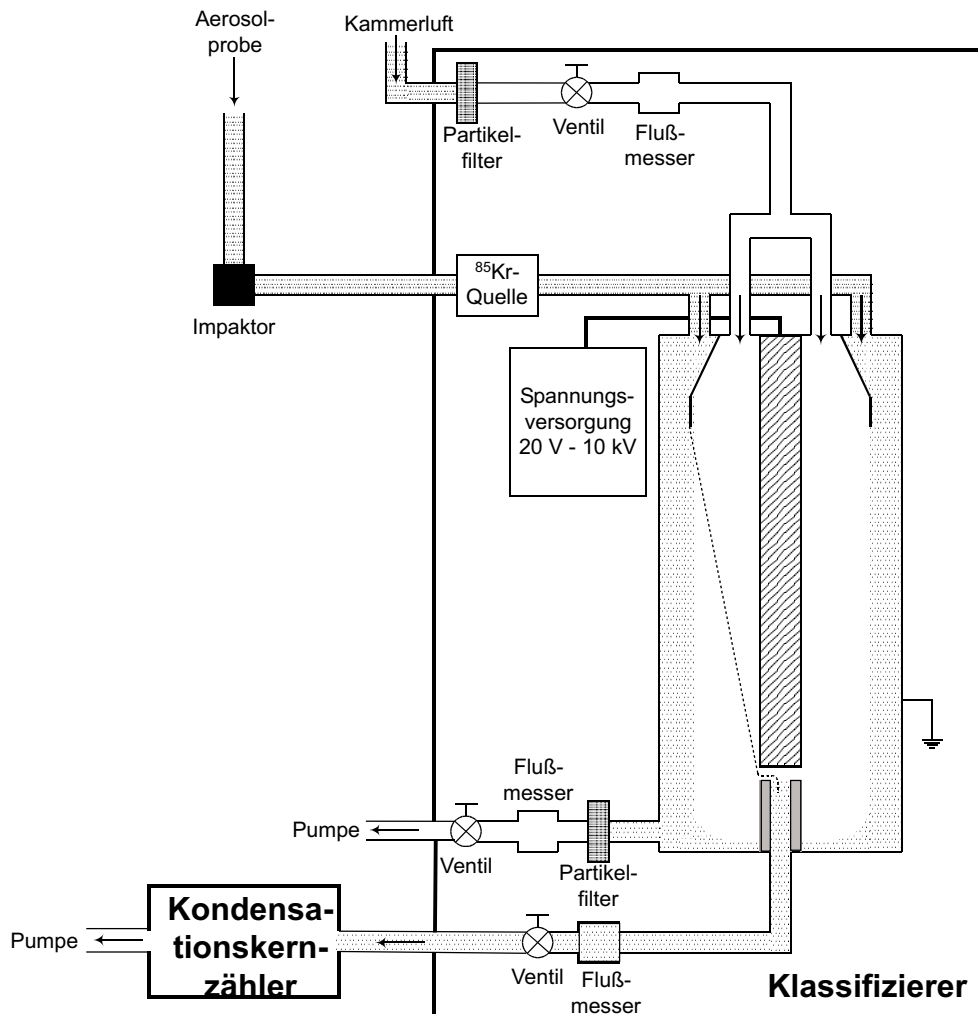 Aerosol-
probe
Kammerluft
Partikel-
filter
Ventil
Fluß-
messer
Impaktor
⁸⁵Kr-
Quelle
Spannungs-
versorgung
20 V - 10 kV
Fluß-
messer
Pumpe
Ventil
Partikel-
filter
Pumpe
Kondensa-
tionskern-
zähler
Ventil
Fluß-
messer
Klassifizierer